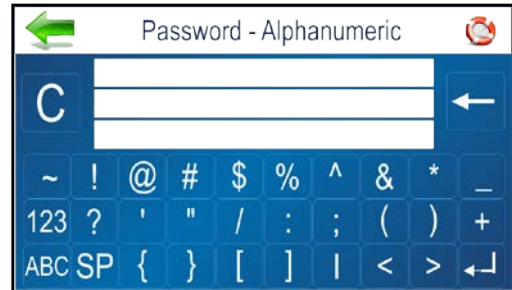 Password - Alphanumeric
C
~ ! @ # $ % ^ & * _
123 ? ' " / : ; ( ) +
ABC SP { } [ ] | < >